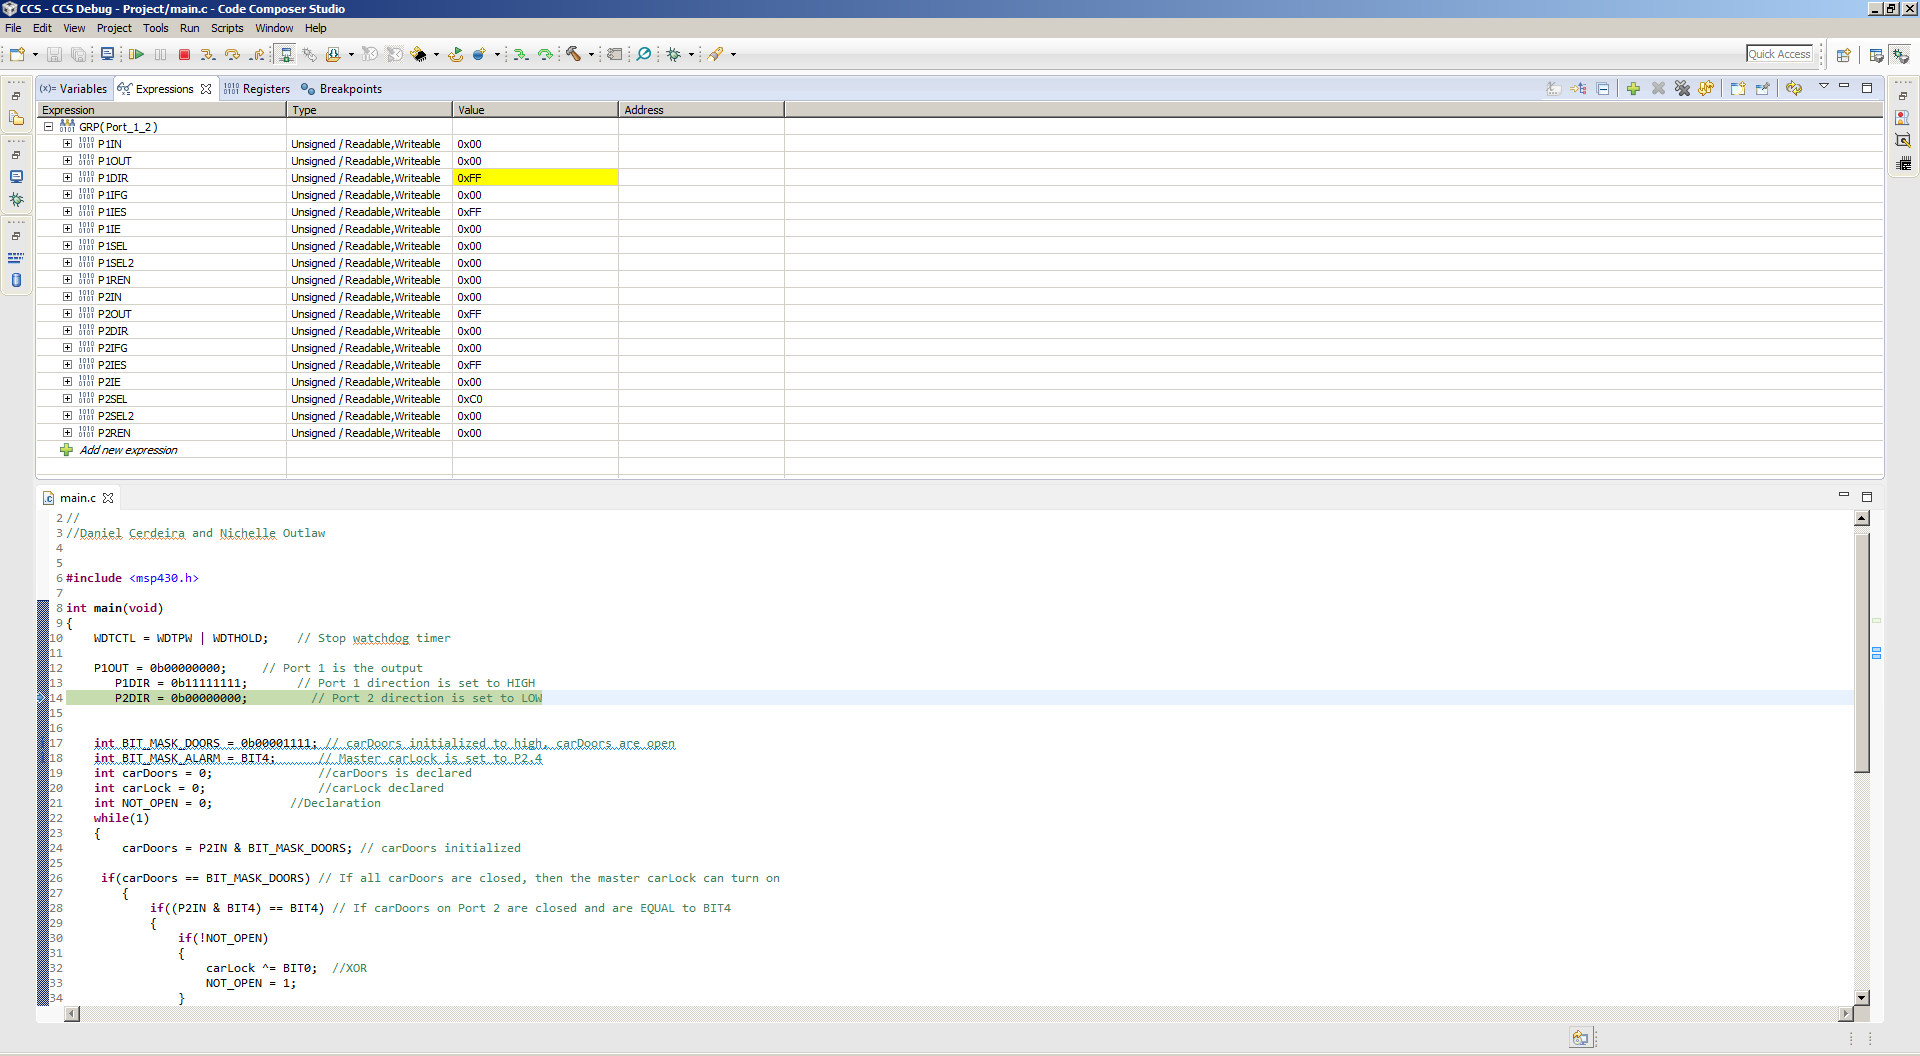 CCS - CCS Debug - Project/main.c - Code Composer Studio
File Edit View Project Tools Run Scripts Window Help
Quick Access
(x)= Variables Expressions Registers Breakpoints
Expression Type Value Address
GRP(Port_1_2)
P1IN Unsigned / Readable,Writeable 0x00
P1OUT Unsigned / Readable,Writeable 0x00
P1DIR Unsigned / Readable,Writeable 0xFF
P1IFG Unsigned / Readable,Writeable 0x00
P1IES Unsigned / Readable,Writeable 0xFF
P1IE Unsigned / Readable,Writeable 0x00
P1SEL Unsigned / Readable,Writeable 0x00
P1SEL2 Unsigned / Readable,Writeable 0x00
P1REN Unsigned / Readable,Writeable 0x00
P2IN Unsigned / Readable,Writeable 0x00
P2OUT Unsigned / Readable,Writeable 0xFF
P2DIR Unsigned / Readable,Writeable 0x00
P2IFG Unsigned / Readable,Writeable 0x00
P2IES Unsigned / Readable,Writeable 0xFF
P2IE Unsigned / Readable,Writeable 0x00
P2SEL Unsigned / Readable,Writeable 0xC0
P2SEL2 Unsigned / Readable,Writeable 0x00
P2REN Unsigned / Readable,Writeable 0x00
Add new expression
main.c
2 //
3 //Daniel Cerdeira and Nichelle Outlaw
4
5
6 #include <msp430.h>
7
8 int main(void)
9 {
10 WDTCTL = WDTPW | WDTHOLD; // Stop watchdog timer
11
12 P1OUT = 0b00000000; // Port 1 is the output
13 P1DIR = 0b11111111; // Port 1 direction is set to HIGH
14 P2DIR = 0b00000000; // Port 2 direction is set to LOW
15
16
17 int BIT_MASK_DOORS = 0b00001111; // carDoors initialized to high, carDoors are open
18 int BIT_MASK_ALARM = BIT4; // Master carLock is set to P2.4
19 int carDoors = 0; //carDoors is declared
20 int carLock = 0; //carLock declared
21 int NOT_OPEN = 0; //Declaration
22 while(1)
23 {
24 carDoors = P2IN & BIT_MASK_DOORS; // carDoors initialized
25
26 if(carDoors == BIT_MASK_DOORS) // If all carDoors are closed, then the master carLock can turn on
27 {
28 if((P2IN & BIT4) == BIT4) // If carDoors on Port 2 are closed and are EQUAL to BIT4
29 {
30 if(!NOT_OPEN)
31 {
32 carLock ^= BIT0; //XOR
33 NOT_OPEN = 1;
34 }